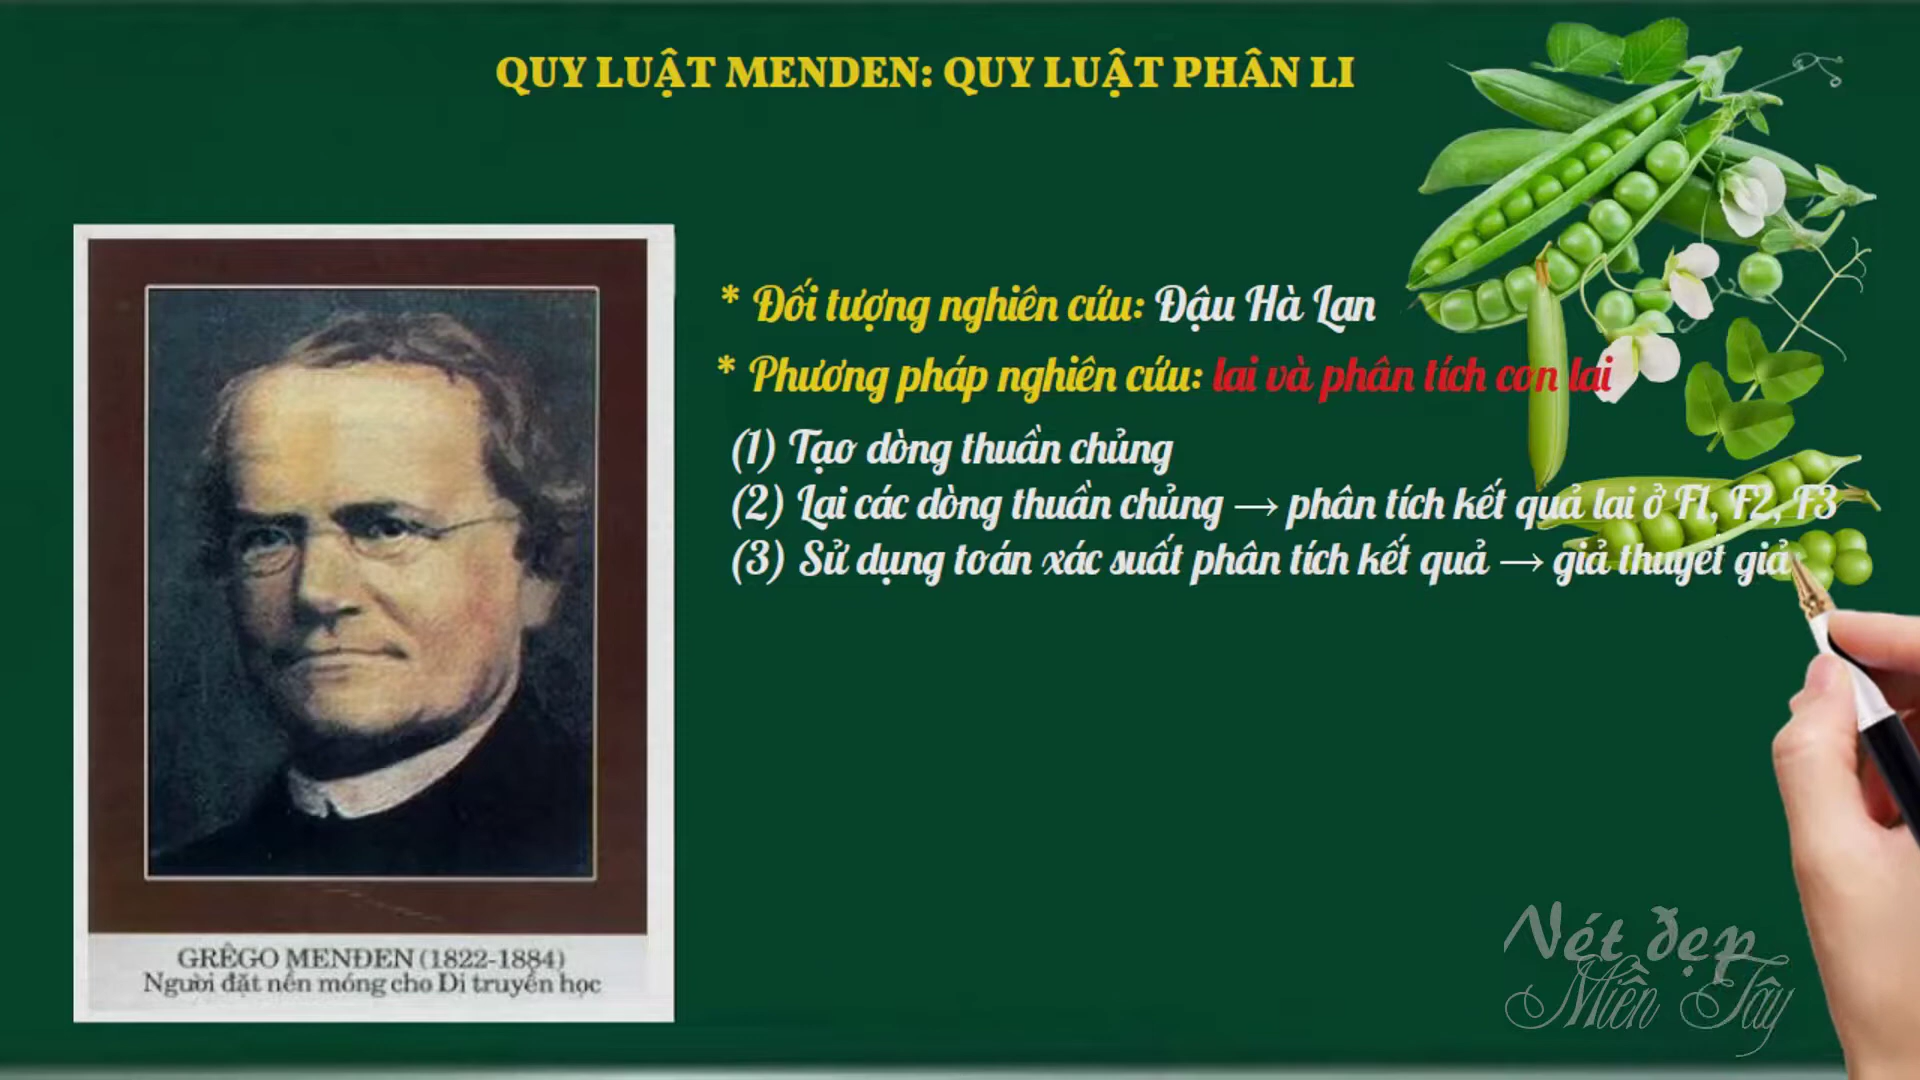 QUY LUẬT MENDEN: QUY LUẬT PHÂN LI
* Đối tượng nghiên cứu: Đậu Hà Lan
* Phương pháp nghiên cứu: lai và phân tích con lai
(1) Tạo dòng thuần chủng
(2) Lai các dòng thuần chủng → phân tích kết quả lai ở F1, F2, F3
(3) Sử dụng toán xác suất phân tích kết quả → giả thuyết giả
GRÊGO MENĐEN (1822-1884)
Người đặt nền móng cho Di truyền học
Nét đẹp
Miền Tây